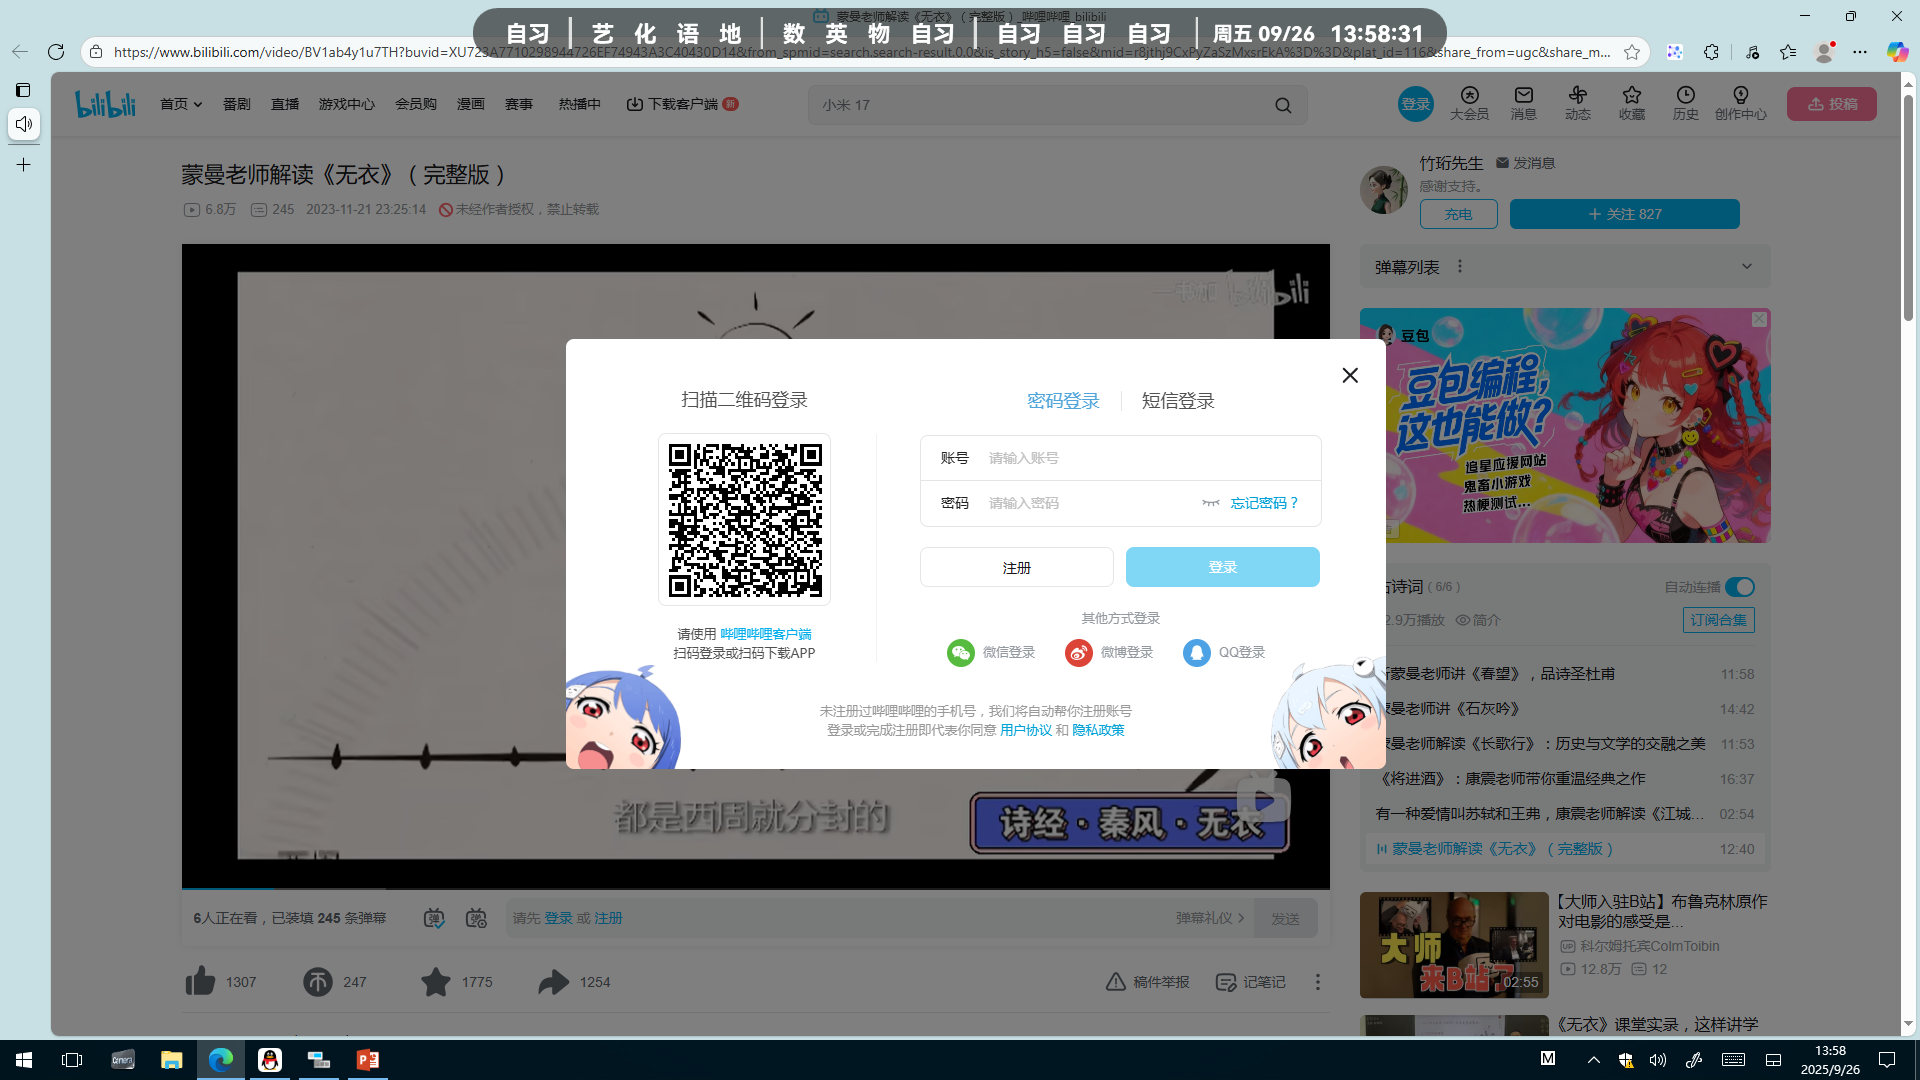 自习 | 艺 化 语 地 | 数 英 物 自习 | 自习 自习 自习 | 周五 09/26 13:58:31
蒙曼老师解读《无衣》（完整版）_哔哩哔哩_bilibili
https://www.bilibili.com/video/BV1ab4y1u7TH?buvid=XU723A7710298944726EF74943A3C40430D14&from_spmid=search.search-result.0.0&is_story_h5=false&mid=r8jthj9CxPyZaSzMxsrEkA%3D%3D&plat_id=116&share_from=ugc&share_m...
bilibili 首页 番剧 直播 游戏中心 会员购 漫画 赛事 热播中 下载客户端 新
小米 17
登录 大会员 消息 动态 收藏 历史 创作中心 投稿
蒙曼老师解读《无衣》（完整版）
6.8万 245 2023-11-21 23:25:14 未经作者授权，禁止转载
竹珩先生 发消息
感谢支持。
充电 + 关注 827
弹幕列表
bilibili
豆包
豆包编程，
这也能做？
追星应援网站
鬼畜小游戏
热梗测试...
扫描二维码登录
请使用 哔哩哔哩客户端
扫码登录或扫码下载APP
密码登录 短信登录
账号 请输入账号
密码 请输入密码 忘记密码？
注册 登录
其他方式登录
微信登录 微博登录 QQ登录
未注册过哔哩哔哩的手机号，我们将自动帮你注册账号
登录或完成注册即代表你同意 用户协议 和 隐私政策
都是西周就分封的
诗经·秦风·无衣
古诗词（6/6） 自动连播
2.9万播放 简介 订阅合集
蒙曼老师讲《春望》，品诗圣杜甫 11:58
蒙曼老师讲《石灰吟》 14:42
蒙曼老师解读《长歌行》：历史与文学的交融之美 11:53
《将进酒》：康震老师带你重温经典之作 16:37
有一种爱情叫苏轼和王弗，康震老师解读《江城... 02:54
蒙曼老师解读《无衣》（完整版） 12:40
6人正在看，已装填 245 条弹幕
请先 登录 或 注册 弹幕礼仪 发送
1307 247 1775 1254
稿件举报 记笔记
大师
来B站了
02:55
【大师入驻B站】布鲁克林原作
对电影的感受是...
科尔姆托宾ColmToibin
12.8万 12
《无衣》课堂实录，这样讲学
13:58
2025/9/26